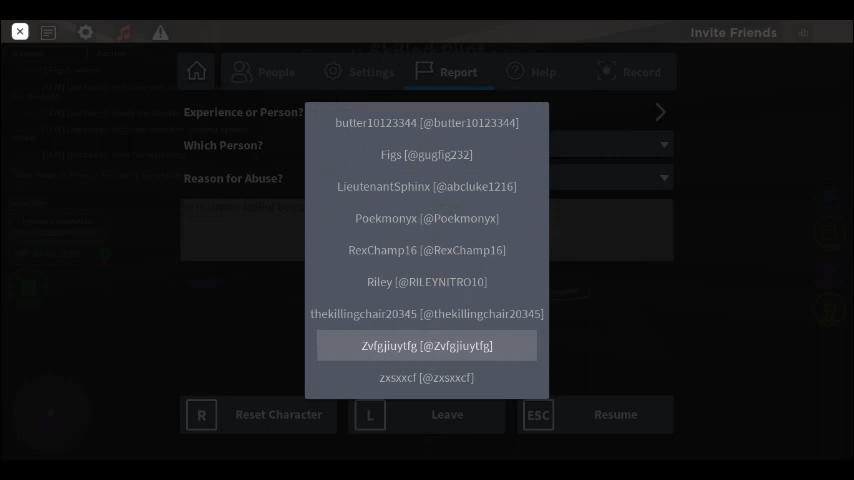 Invite Friends
People
Settings
Report
Help
Record
Experience or Person?
Which Person?
Reason for Abuse?
butter10123344 [@butter10123344]
Figs [@gugfig232]
LieutenantSphinx [@abcluke1216]
Poekmonyx [@Poekmonyx]
RexChamp16 [@RexChamp16]
Riley [@RILEYNITRO10]
thekillingchair20345 [@thekillingchair20345]
Zvfgjiuytfg [@Zvfgjiuytfg]
zxsxxcf [@zxsxxcf]
R Reset Character
L Leave
ESC Resume